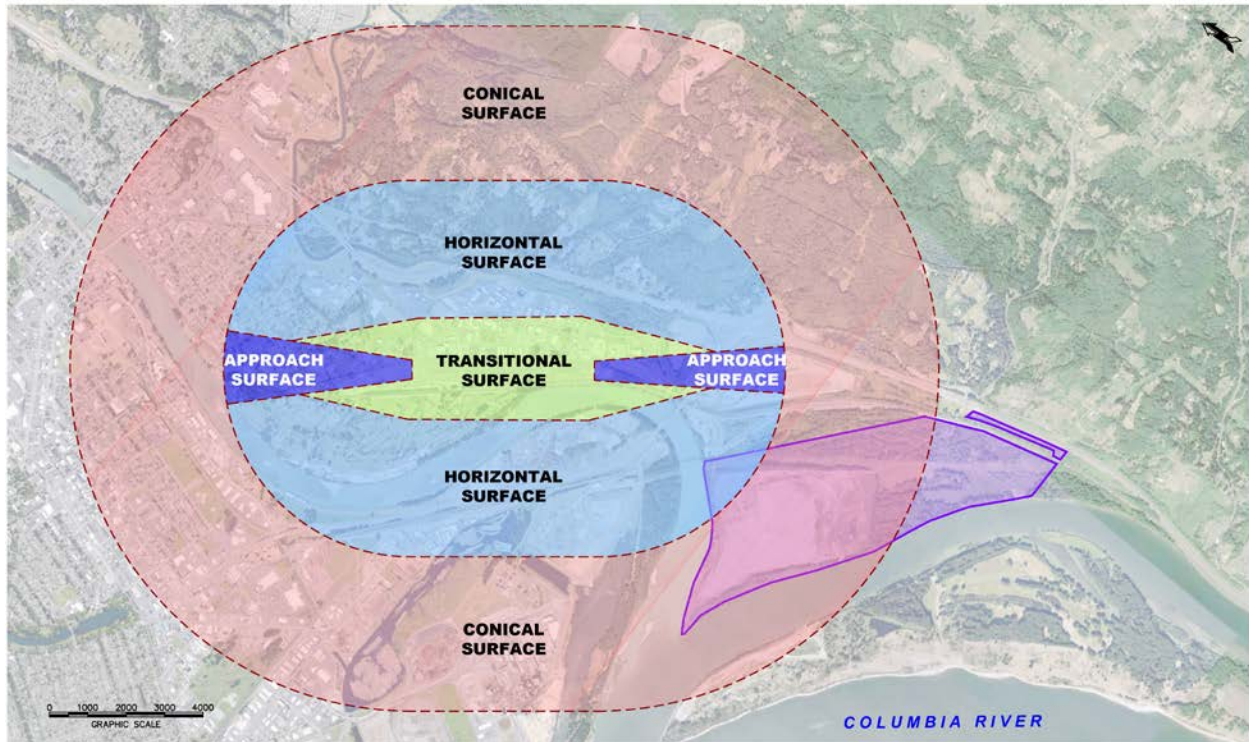 CONICAL
SURFACE
HORIZONTAL
SURFACE
APPROACH
SURFACE
TRANSITIONAL
SURFACE
APPROACH
SURFACE
HORIZONTAL
SURFACE
CONICAL
SURFACE
0 1000 2000 3000 4000
GRAPHIC SCALE
COLUMBIA RIVER